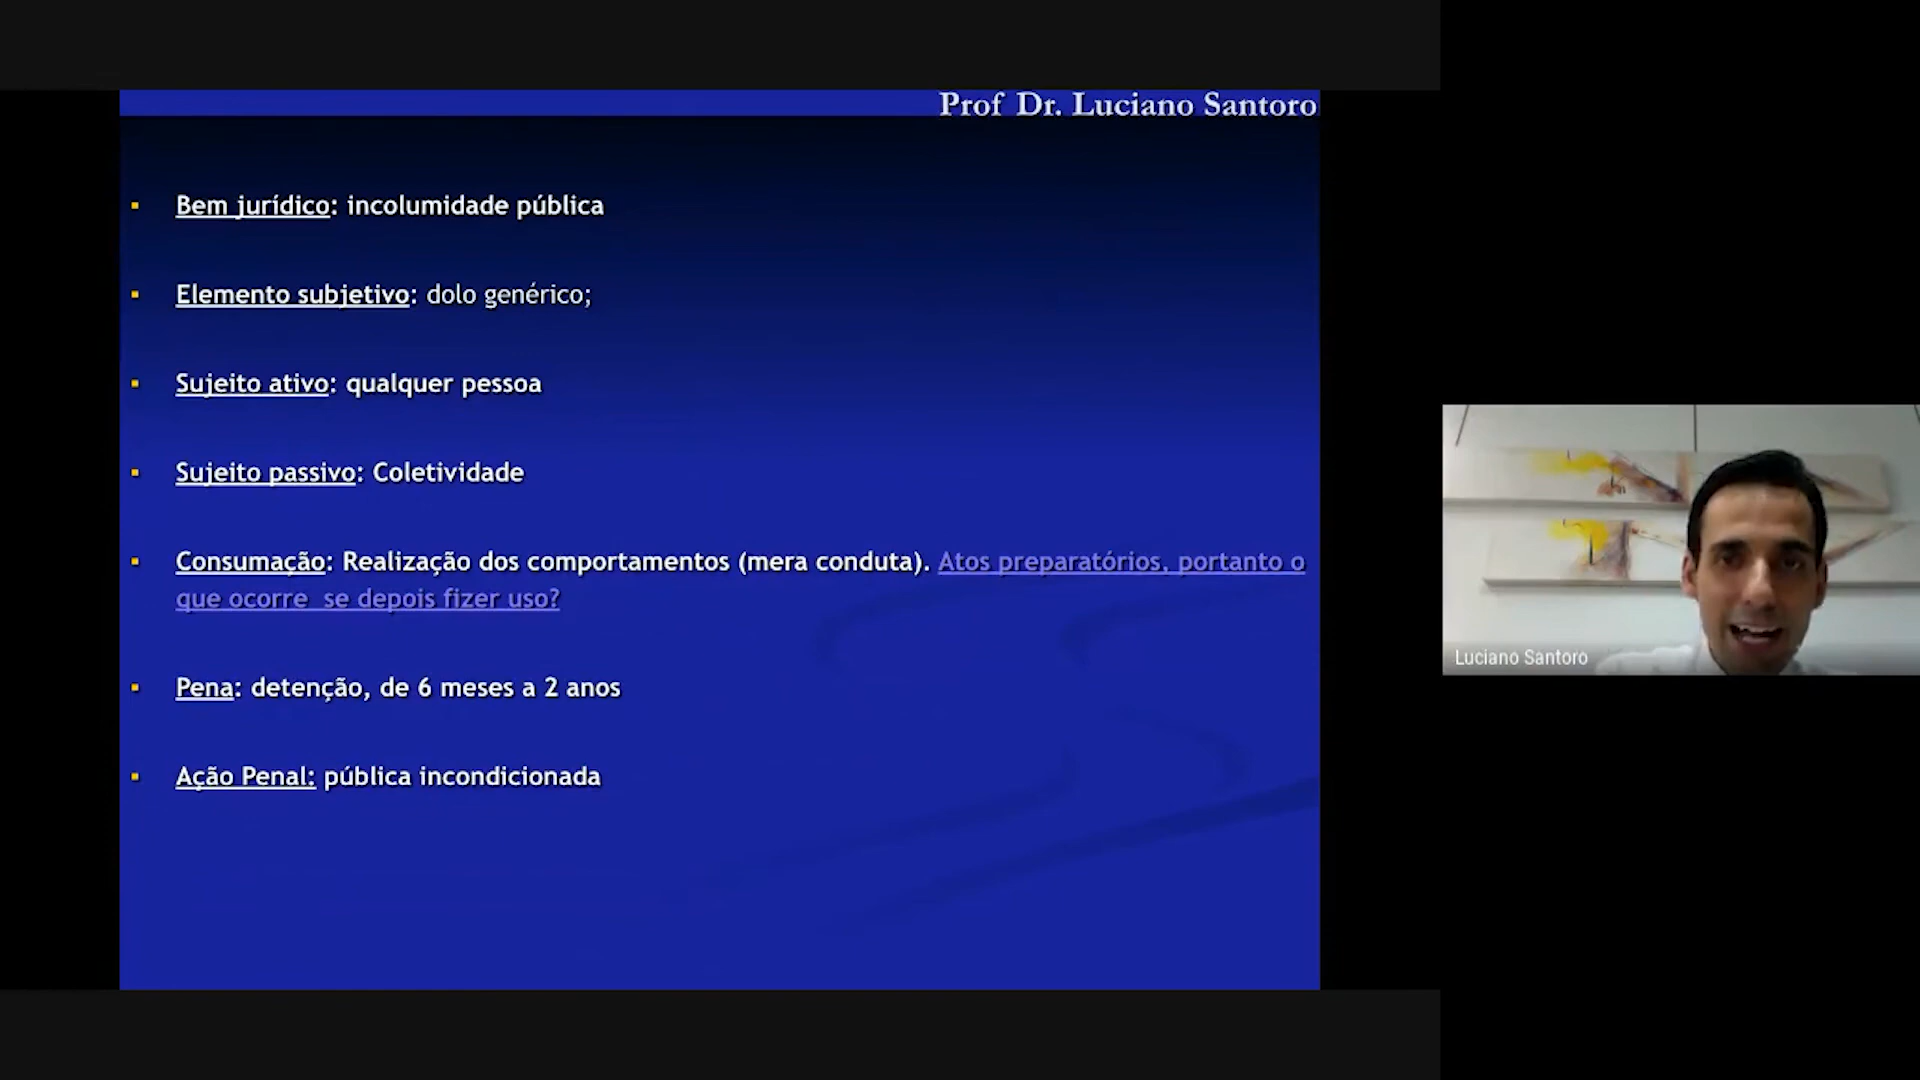 Prof Dr. Luciano Santoro
Bem jurídico: incolumidade pública
Elemento subjetivo: dolo genérico;
Sujeito ativo: qualquer pessoa
Sujeito passivo: Coletividade
Consumação: Realização dos comportamentos (mera conduta). Atos preparatórios, portanto o
que ocorre  se depois fizer uso?
Pena: detenção, de 6 meses a 2 anos
Ação Penal: pública incondicionada
Luciano Santoro